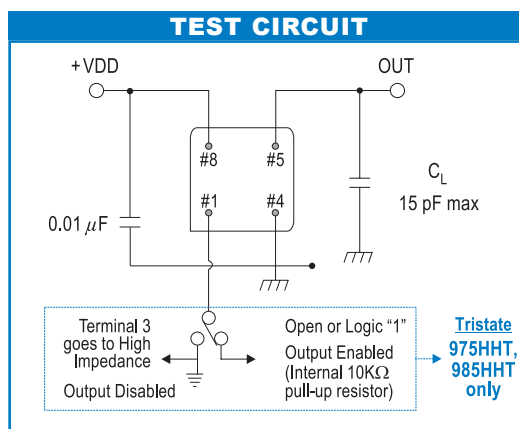 TEST CIRCUIT
+VDD
OUT
#8
#5
#1
#4
0.01 µF
CL
15 pF max
Terminal 3
goes to High
Impedance
Output Disabled
Open or Logic “1”
Output Enabled
(Internal 10KΩ
pull-up resistor)
Tristate
975HHT,
985HHT
only